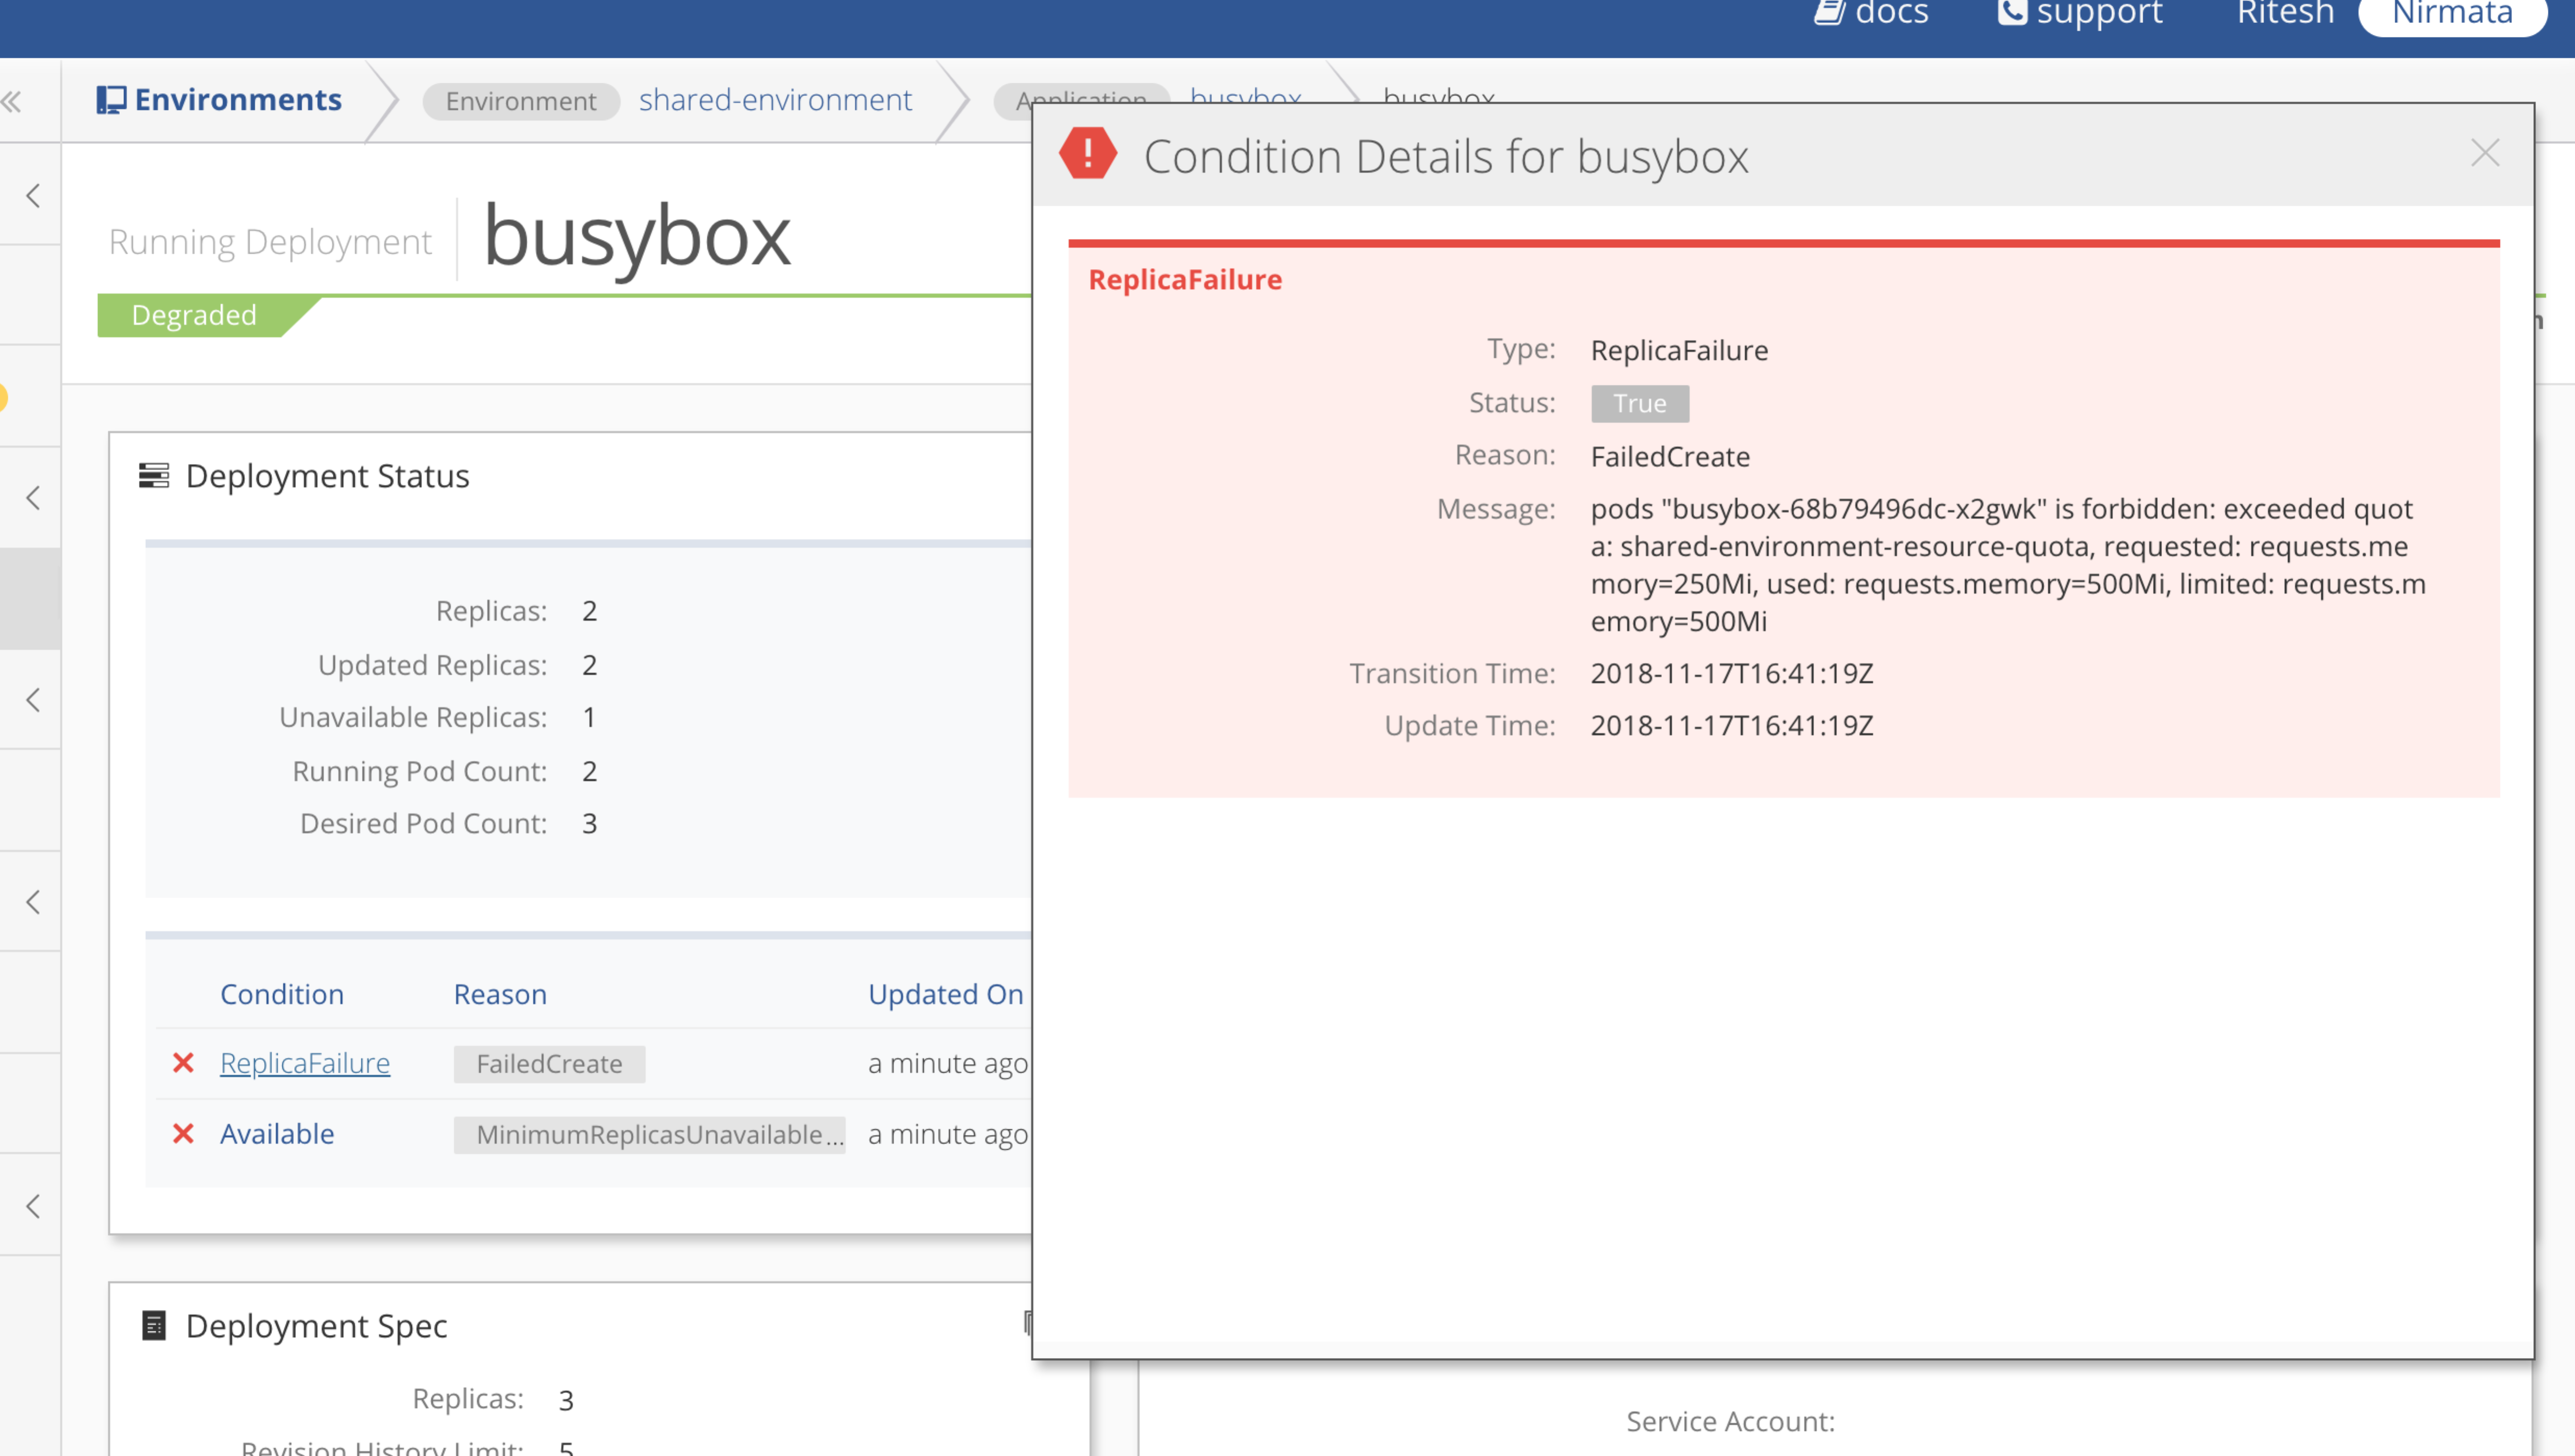 docs support Ritesh Nirmata
Environments Environment shared-environment Application busybox busybox
Running Deployment busybox
Degraded
Deployment Status
Replicas: 2
Updated Replicas: 2
Unavailable Replicas: 1
Running Pod Count: 2
Desired Pod Count: 3
Condition Reason Updated On
ReplicaFailure FailedCreate a minute ago
Available MinimumReplicasUnavailable... a minute ago
Deployment Spec
Replicas: 3
Revision History Limit: 5
Condition Details for busybox
ReplicaFailure
Type: ReplicaFailure
Status: True
Reason: FailedCreate
Message: pods "busybox-68b79496dc-x2gwk" is forbidden: exceeded quot
a: shared-environment-resource-quota, requested: requests.me
mory=250Mi, used: requests.memory=500Mi, limited: requests.m
emory=500Mi
Transition Time: 2018-11-17T16:41:19Z
Update Time: 2018-11-17T16:41:19Z
Service Account: